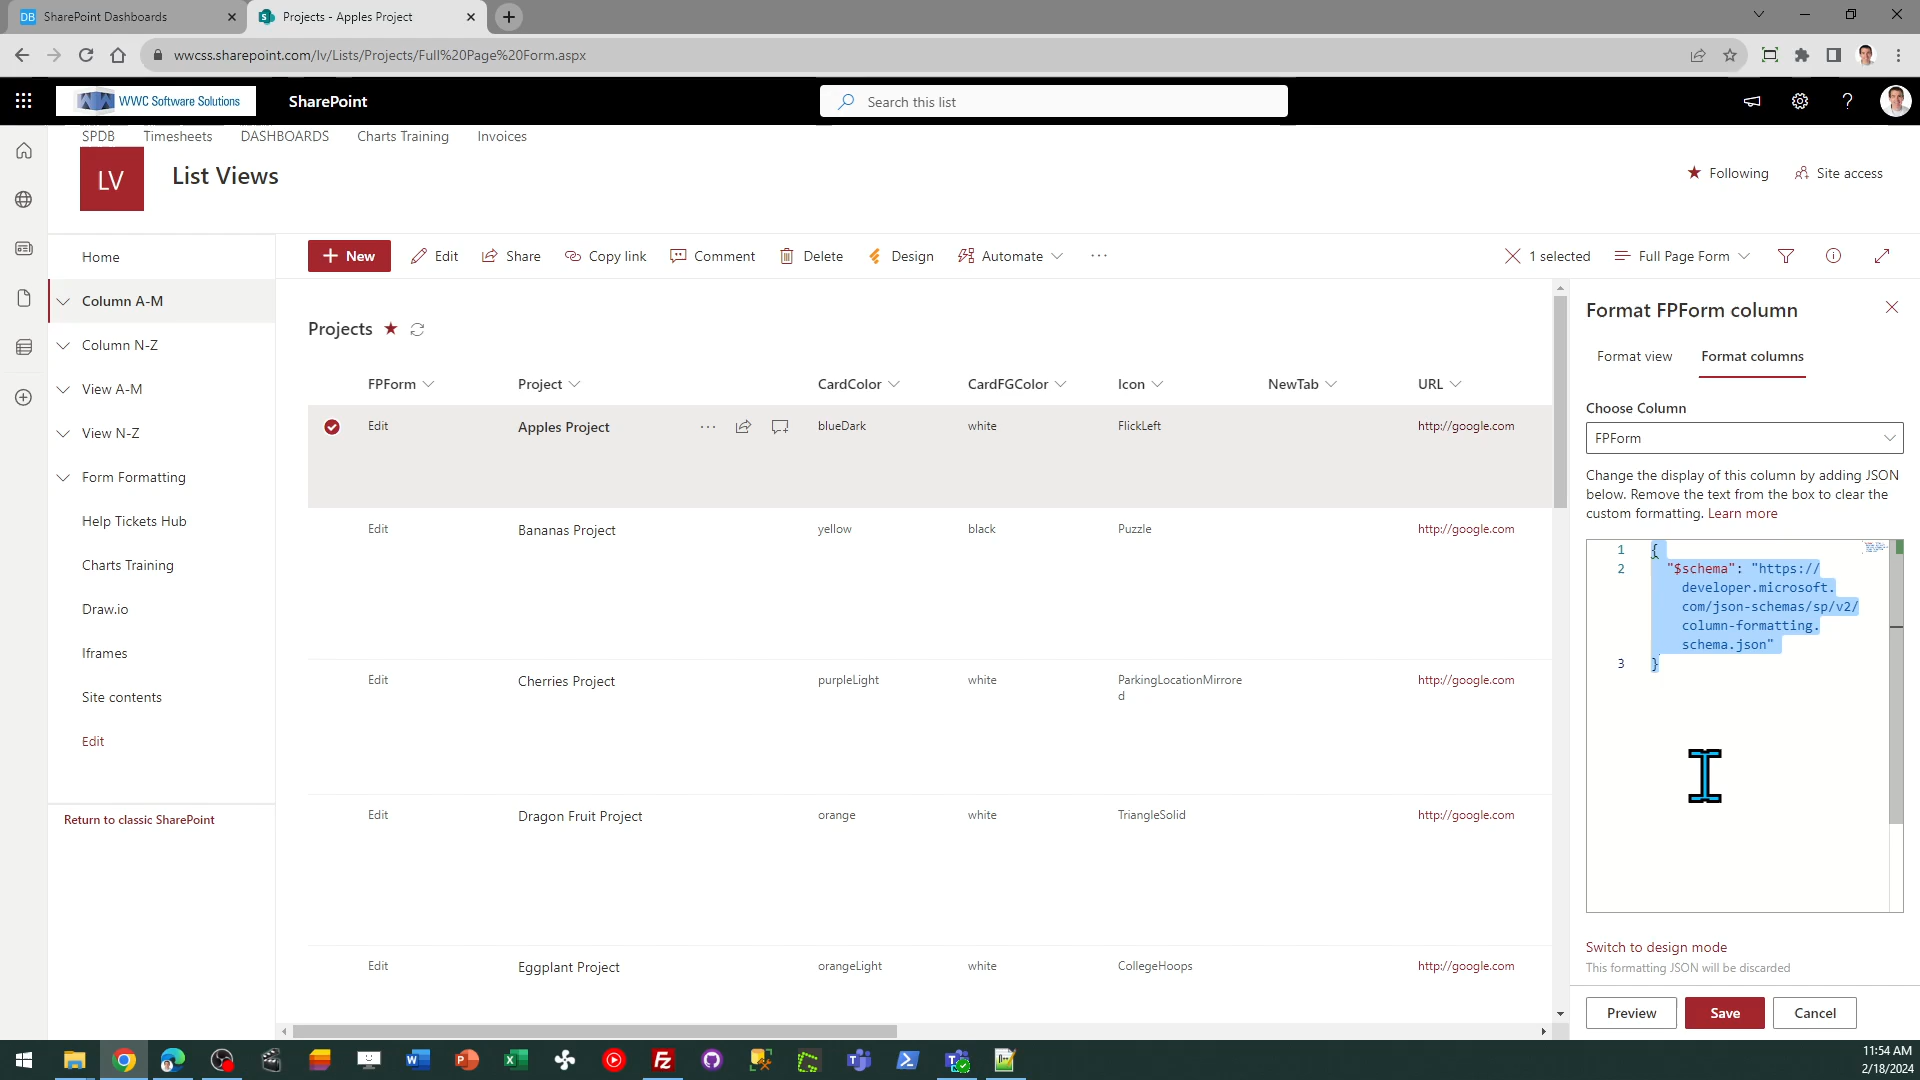 DB SharePoint Dashboards
S Projects - Apples Project
wwcss.sharepoint.com/lv/Lists/Projects/Full%20Page%20Form.aspx
WWC Software Solutions
SharePoint
Search this list
SPDB Timesheets DASHBOARDS Charts Training Invoices
LV
List Views
Following
Site access
Home
Column A-M
Column N-Z
View A-M
View N-Z
Form Formatting
Help Tickets Hub
Charts Training
Draw.io
Iframes
Site contents
Edit
Return to classic SharePoint
New Edit Share Copy link Comment Delete Design Automate ···
1 selected Full Page Form
Projects
FPForm Project CardColor CardFGColor Icon NewTab URL
Edit Apples Project ··· blueDark white FlickLeft http://google.com
Edit Bananas Project yellow black Puzzle http://google.com
Edit Cherries Project purpleLight white ParkingLocationMirrore http://google.com
d
Edit Dragon Fruit Project orange white TriangleSolid http://google.com
Edit Eggplant Project orangeLight white CollegeHoops http://google.com
Format FPForm column
Format view Format columns
Choose Column
FPForm
Change the display of this column by adding JSON
below. Remove the text from the box to clear the
custom formatting. Learn more
1 {
2 "$schema": "https://
developer.microsoft.
com/json-schemas/sp/v2/
column-formatting.
schema.json"
3 }
Switch to design mode
This formatting JSON will be discarded
Preview Save Cancel
11:54 AM
2/18/2024